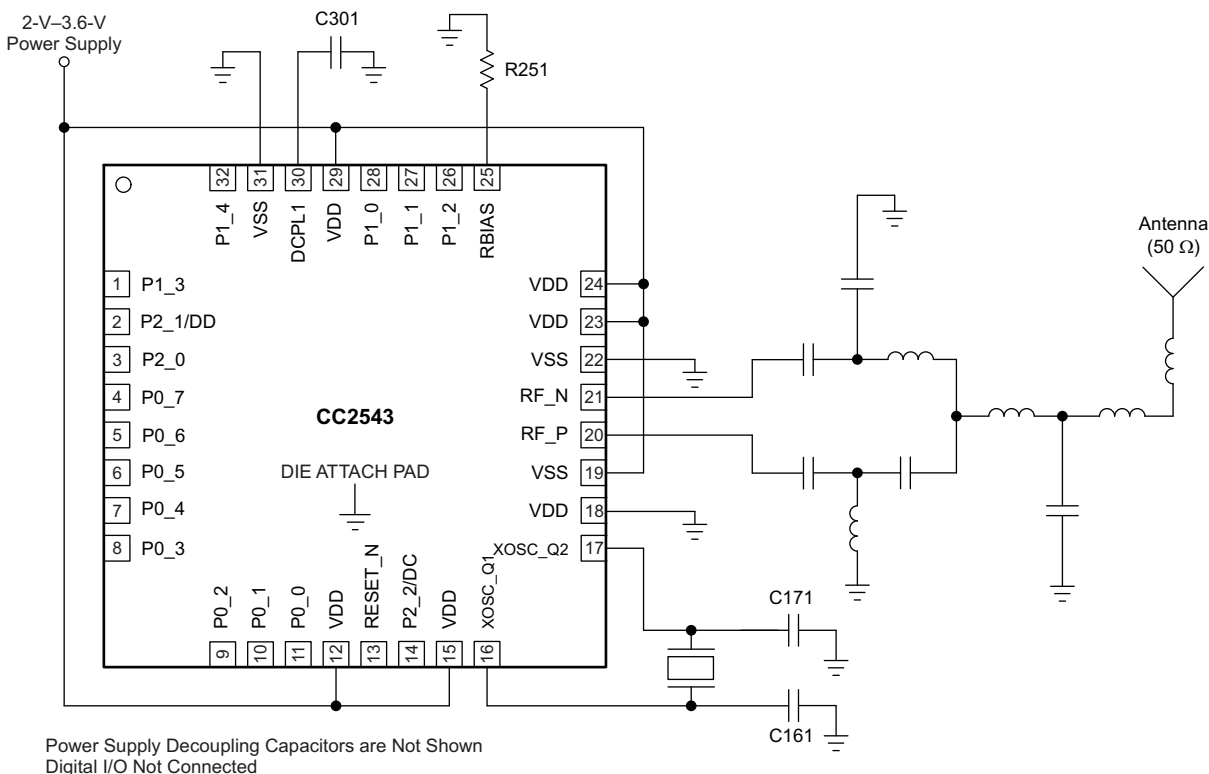 2-V–3.6-V
Power Supply
C301
R251
32
31
30
29
28
27
26
25
P1_4
VSS
DCPL1
VDD
P1_0
P1_1
P1_2
RBIAS
1 P1_3
2 P2_1/DD
3 P2_0
4 P0_7
5 P0_6
6 P0_5
7 P0_4
8 P0_3
CC2543
DIE ATTACH PAD
VDD 24
VDD 23
VSS 22
RF_N 21
RF_P 20
VSS 19
VDD 18
XOSC_Q2 17
P0_2
P0_1
P0_0
VDD
RESET_N
P2_2/DC
VDD
XOSC_Q1
9
10
11
12
13
14
15
16
Antenna
(50 Ω)
C171
C161
Power Supply Decoupling Capacitors are Not Shown
Digital I/O Not Connected